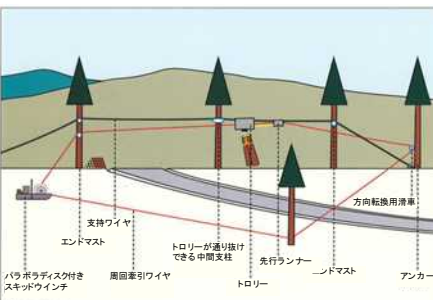 支持ワイヤ
方向転換用滑車
エンドマスト
トロリーが通り抜け
できる中間支柱
先行ランナー
ンドマスト
パラボラディスク付き
スキッドウインチ
周回牽引ワイヤ
トロリー
アンカー